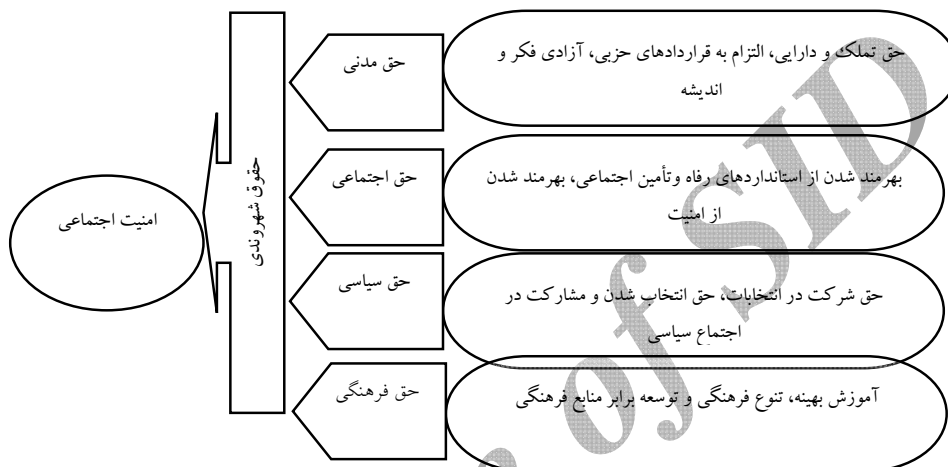 حق تملک و دارایی، التزام به قراردادهای حزبی، آزادی فکر و
اندیشه
حق مدنی
بهرمند شدن از استانداردهای رفاه وتأمین اجتماعی، بهرمند شدن
از امنیت
حق اجتماعی
حق شرکت در انتخابات، حق انتخاب شدن و مشارکت در
اجتماع سیاسی
حق سیاسی
آموزش بهینه، تنوع فرهنگی و توسعه برابر منابع فرهنگی
حق فرهنگی
حقوق شهروندی
امنیت اجتماعی
of SID